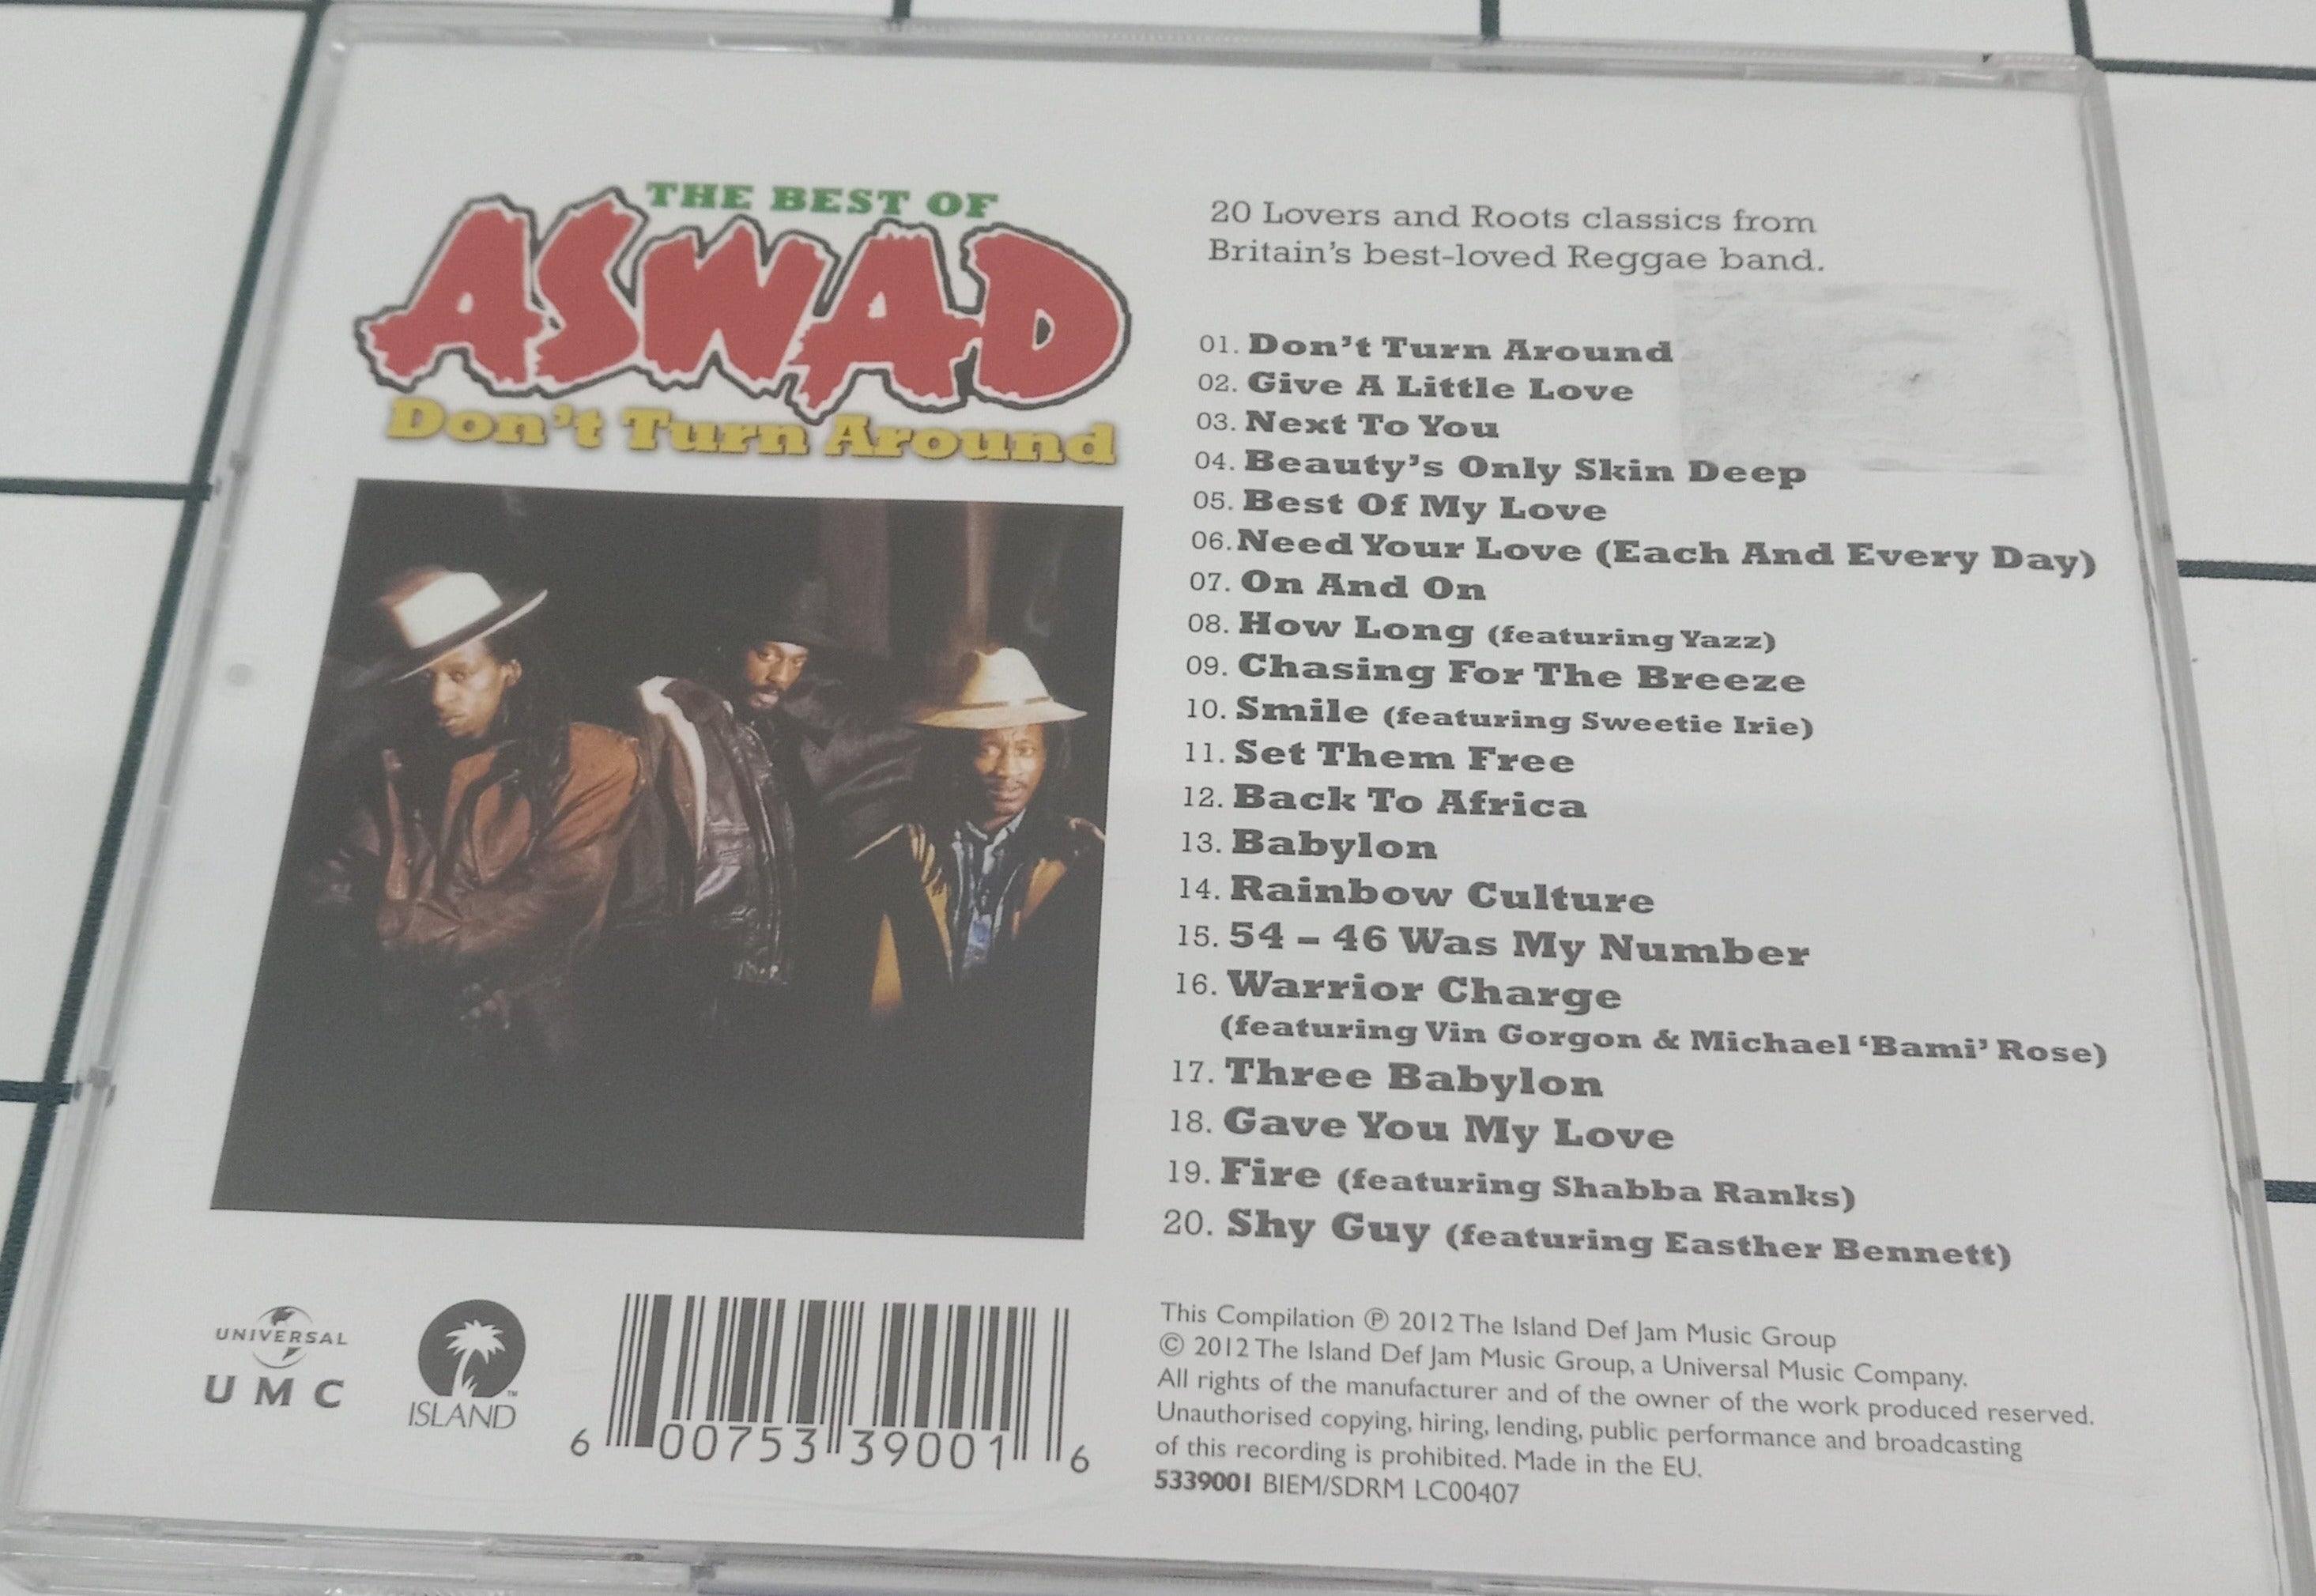 THE BEST OF
ASWAD
Don't Turn Around
20 Lovers and Roots classics from
Britain's best-loved Reggae band.
01. Don't Turn Around
02. Give A Little Love
03. Next To You
04. Beauty's Only Skin Deep
05. Best Of My Love
06. Need Your Love (Each And Every Day)
07. On And On
08. How Long (featuring Yazz)
09. Chasing For The Breeze
10. Smile (featuring Sweetie Irie)
11. Set Them Free
12. Back To Africa
13. Babylon
14. Rainbow Culture
15. 54 – 46 Was My Number
16. Warrior Charge
(featuring Vin Gorgon & Michael 'Bami' Rose)
17. Three Babylon
18. Gave You My Love
19. Fire (featuring Shabba Ranks)
20. Shy Guy (featuring Easther Bennett)
UNIVERSAL
UMC
ISLAND™
6 00753 39001 6
This Compilation ℗ 2012 The Island Def Jam Music Group
© 2012 The Island Def Jam Music Group, a Universal Music Company.
All rights of the manufacturer and of the owner of the work produced reserved.
Unauthorised copying, hiring, lending, public performance and broadcasting
of this recording is prohibited. Made in the EU.
5339001 BIEM/SDRM LC00407